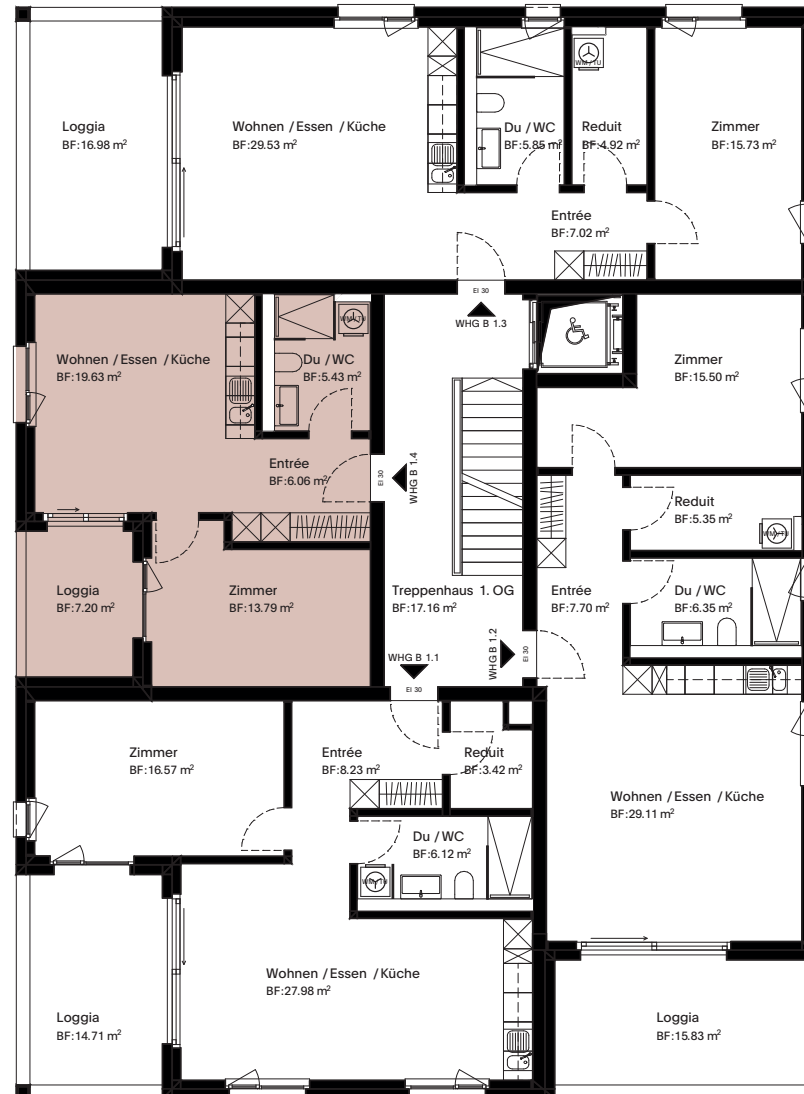 Loggia
BF:16.98 m²
Wohnen / Essen / Küche
BF:29.53 m²
Du / WC
BF:5.85 m²
WM / TU
Reduit
BF:4.92 m²
Zimmer
BF:15.73 m²
Entrée
BF:7.02 m²
EI 30
WHG B 1.3
Wohnen / Essen / Küche
BF:19.63 m²
WM / TU
Du / WC
BF:5.43 m²
Zimmer
BF:15.50 m²
Entrée
BF:6.06 m²
EI 30
WHG B 1.4
Reduit
BF:5.35 m²
WM / TU
Loggia
BF:7.20 m²
Zimmer
BF:13.79 m²
Treppenhaus 1. OG
BF:17.16 m²
Entrée
BF:7.70 m²
Du / WC
BF:6.35 m²
WHG B 1.1
EI 30
WHG B 1.2
EI 30
Zimmer
BF:16.57 m²
Entrée
BF:8.23 m²
Reduit
BF:3.42 m²
Wohnen / Essen / Küche
BF:29.11 m²
Du / WC
BF:6.12 m²
WM / TU
Wohnen / Essen / Küche
BF:27.98 m²
Loggia
BF:14.71 m²
Loggia
BF:15.83 m²